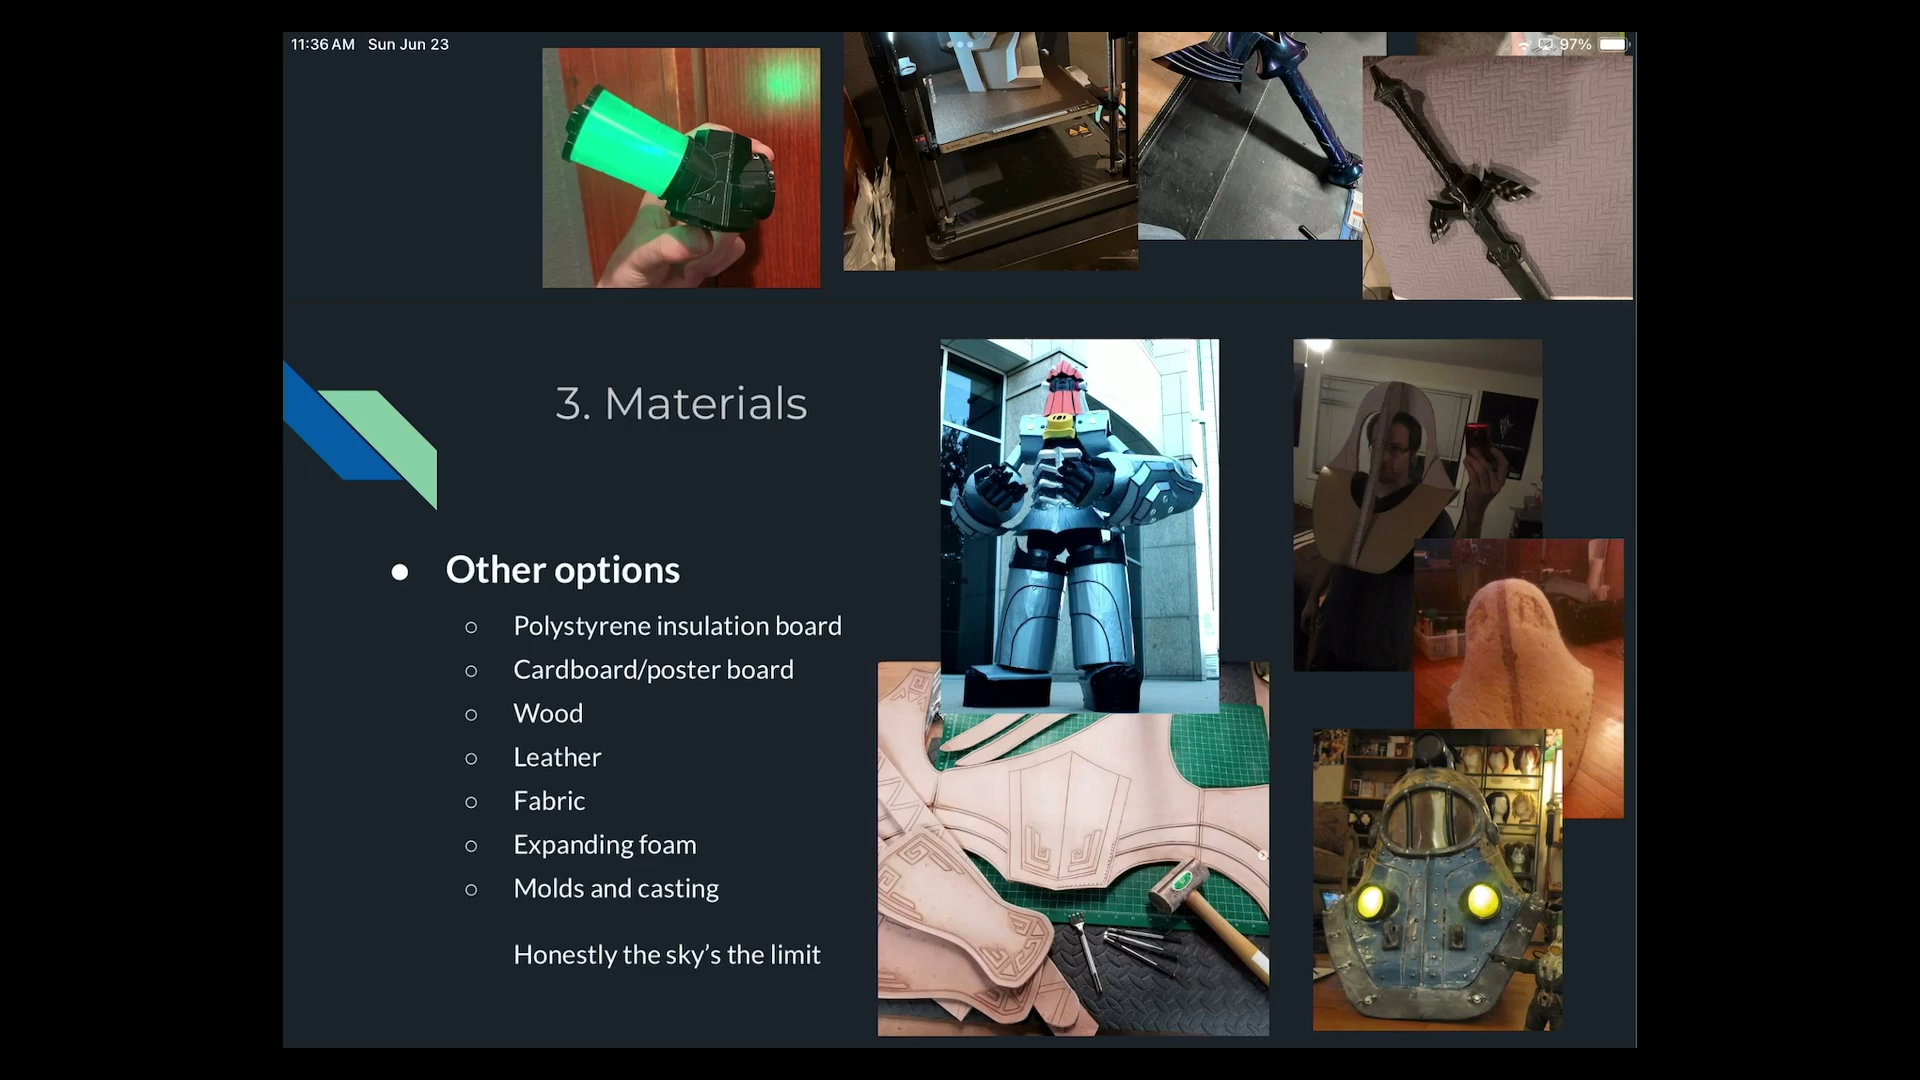 11:36 AM Sun Jun 23
97%
3. Materials
Other options
Polystyrene insulation board
Cardboard/poster board
Wood
Leather
Fabric
Expanding foam
Molds and casting
Honestly the sky’s the limit